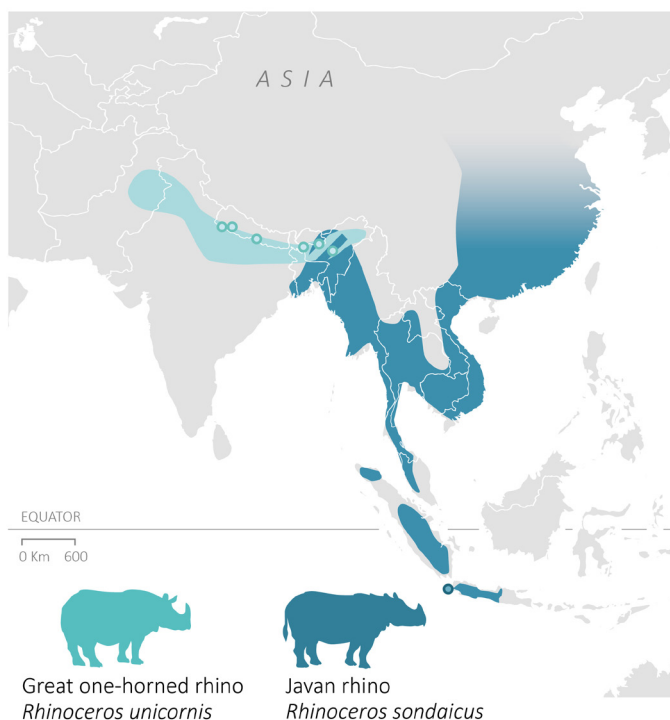 ASIA
EQUATOR
0 Km 600
Great one-horned rhino
Rhinoceros unicornis
Javan rhino
Rhinoceros sondaicus